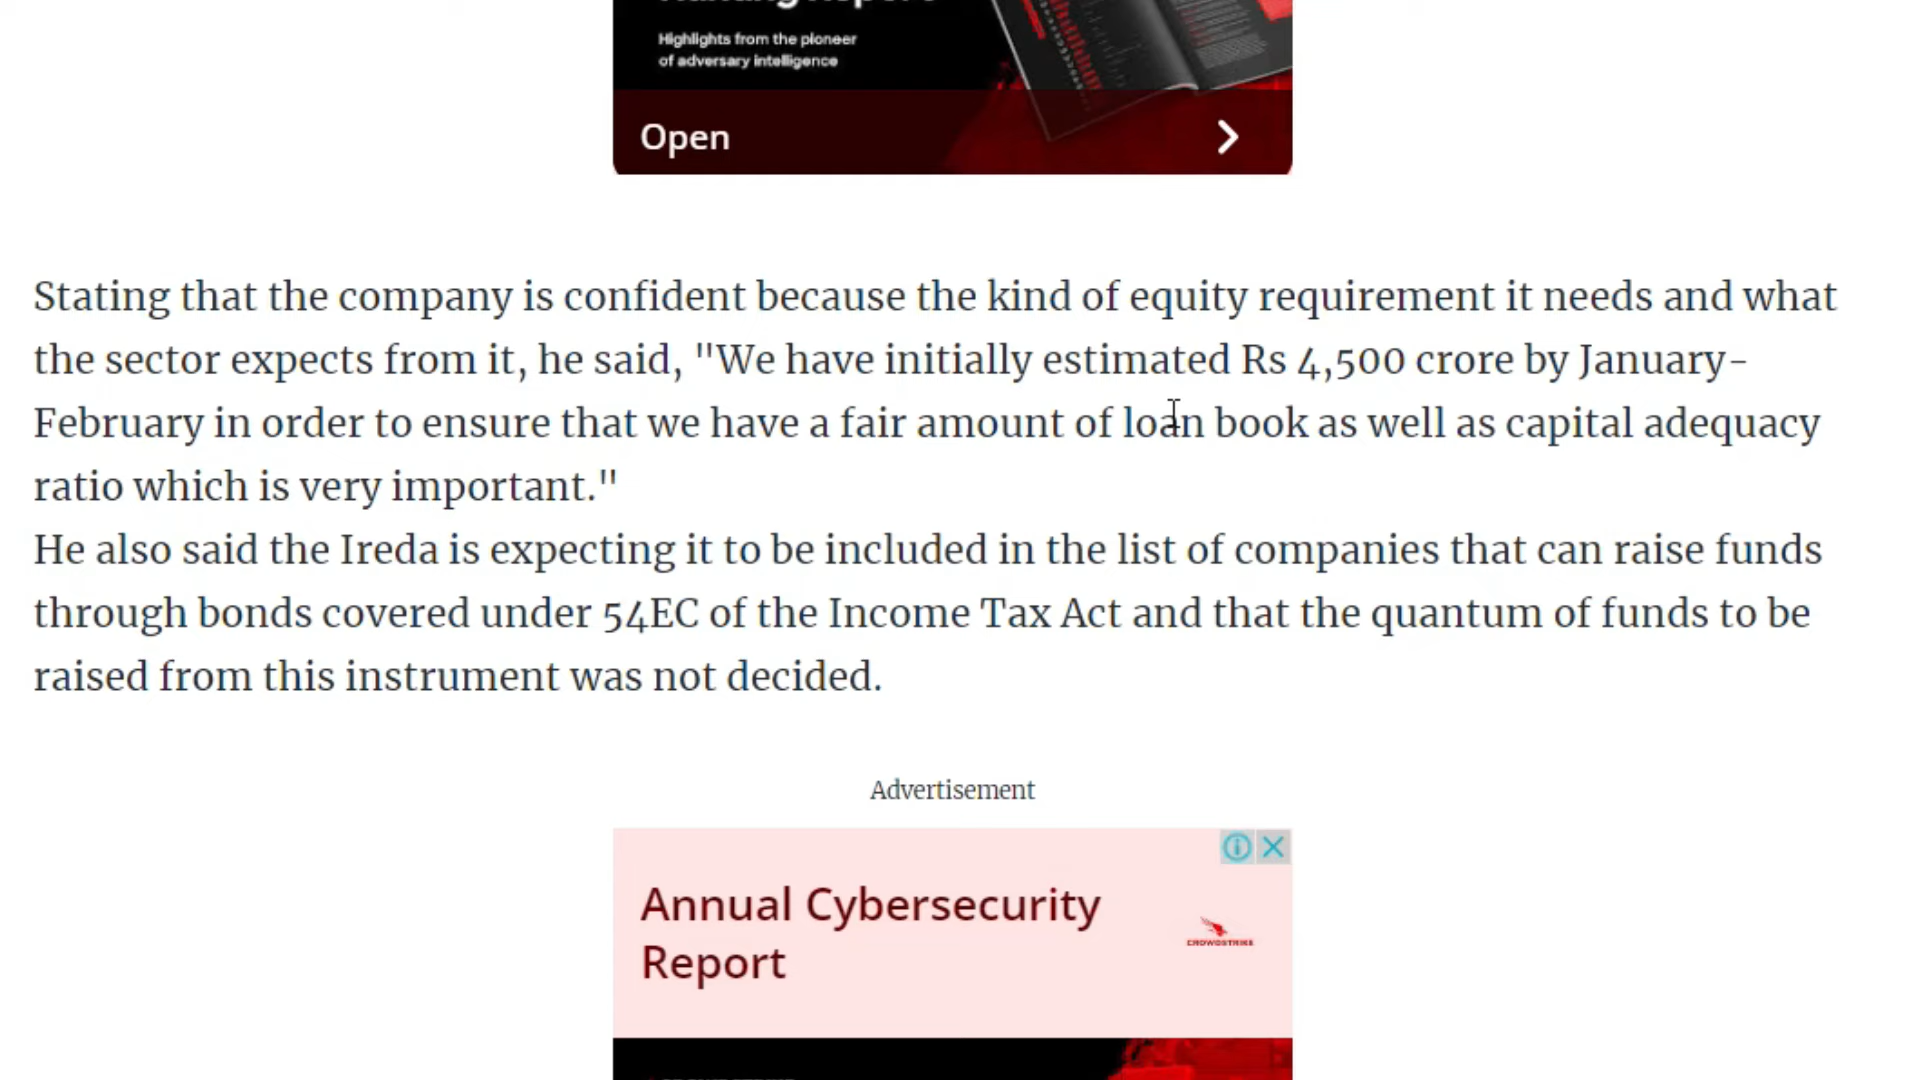 Highlights from the pioneer
of adversary intelligence
Open
Stating that the company is confident because the kind of equity requirement it needs and what
the sector expects from it, he said, "We have initially estimated Rs 4,500 crore by January-
February in order to ensure that we have a fair amount of loan book as well as capital adequacy
ratio which is very important."
He also said the Ireda is expecting it to be included in the list of companies that can raise funds
through bonds covered under 54EC of the Income Tax Act and that the quantum of funds to be
raised from this instrument was not decided.
Advertisement
Annual Cybersecurity
Report
CROWDSTRIKE